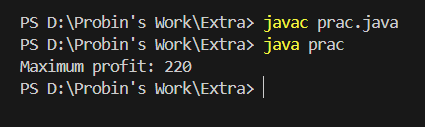 PS D:\Probin's Work\Extra> javac prac.java
PS D:\Probin's Work\Extra> java prac
Maximum profit: 220
PS D:\Probin's Work\Extra>